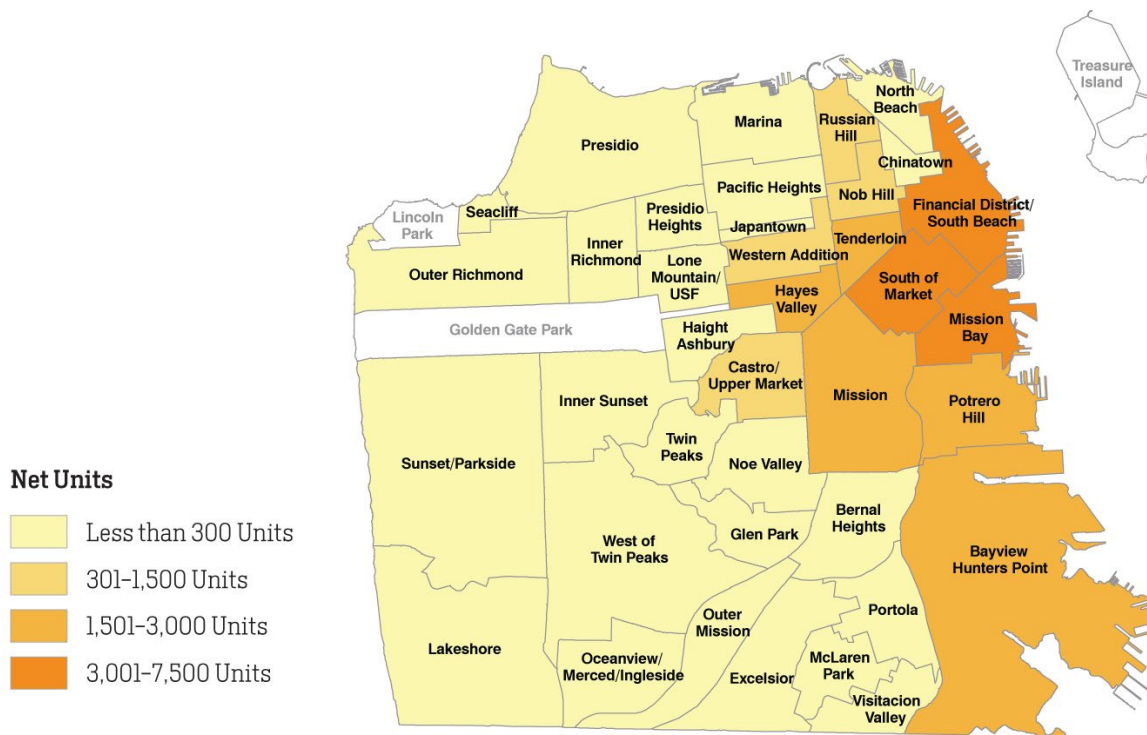 Treasure
Island
North
Beach
Russian
Hill
Marina
Presidio
Chinatown
Pacific Heights
Nob Hill
Financial District/
South Beach
Lincoln
Park
Seacliff
Presidio
Heights
Japantown
Tenderloin
Inner
Richmond
Western Addition
Outer Richmond
Lone
Mountain/
USF
South of
Market
Hayes
Valley
Mission
Bay
Golden Gate Park
Haight
Ashbury
Castro/
Upper Market
Mission
Potrero
Hill
Inner Sunset
Twin
Peaks
Sunset/Parkside
Noe Valley
Bernal
Heights
Glen Park
West of
Twin Peaks
Bayview
Hunters Point
Outer
Mission
Portola
Lakeshore
Oceanview/
Merced/Ingleside
Excelsior
McLaren
Park
Visitacion
Valley
Net Units
Less than 300 Units
301–1,500 Units
1,501–3,000 Units
3,001–7,500 Units